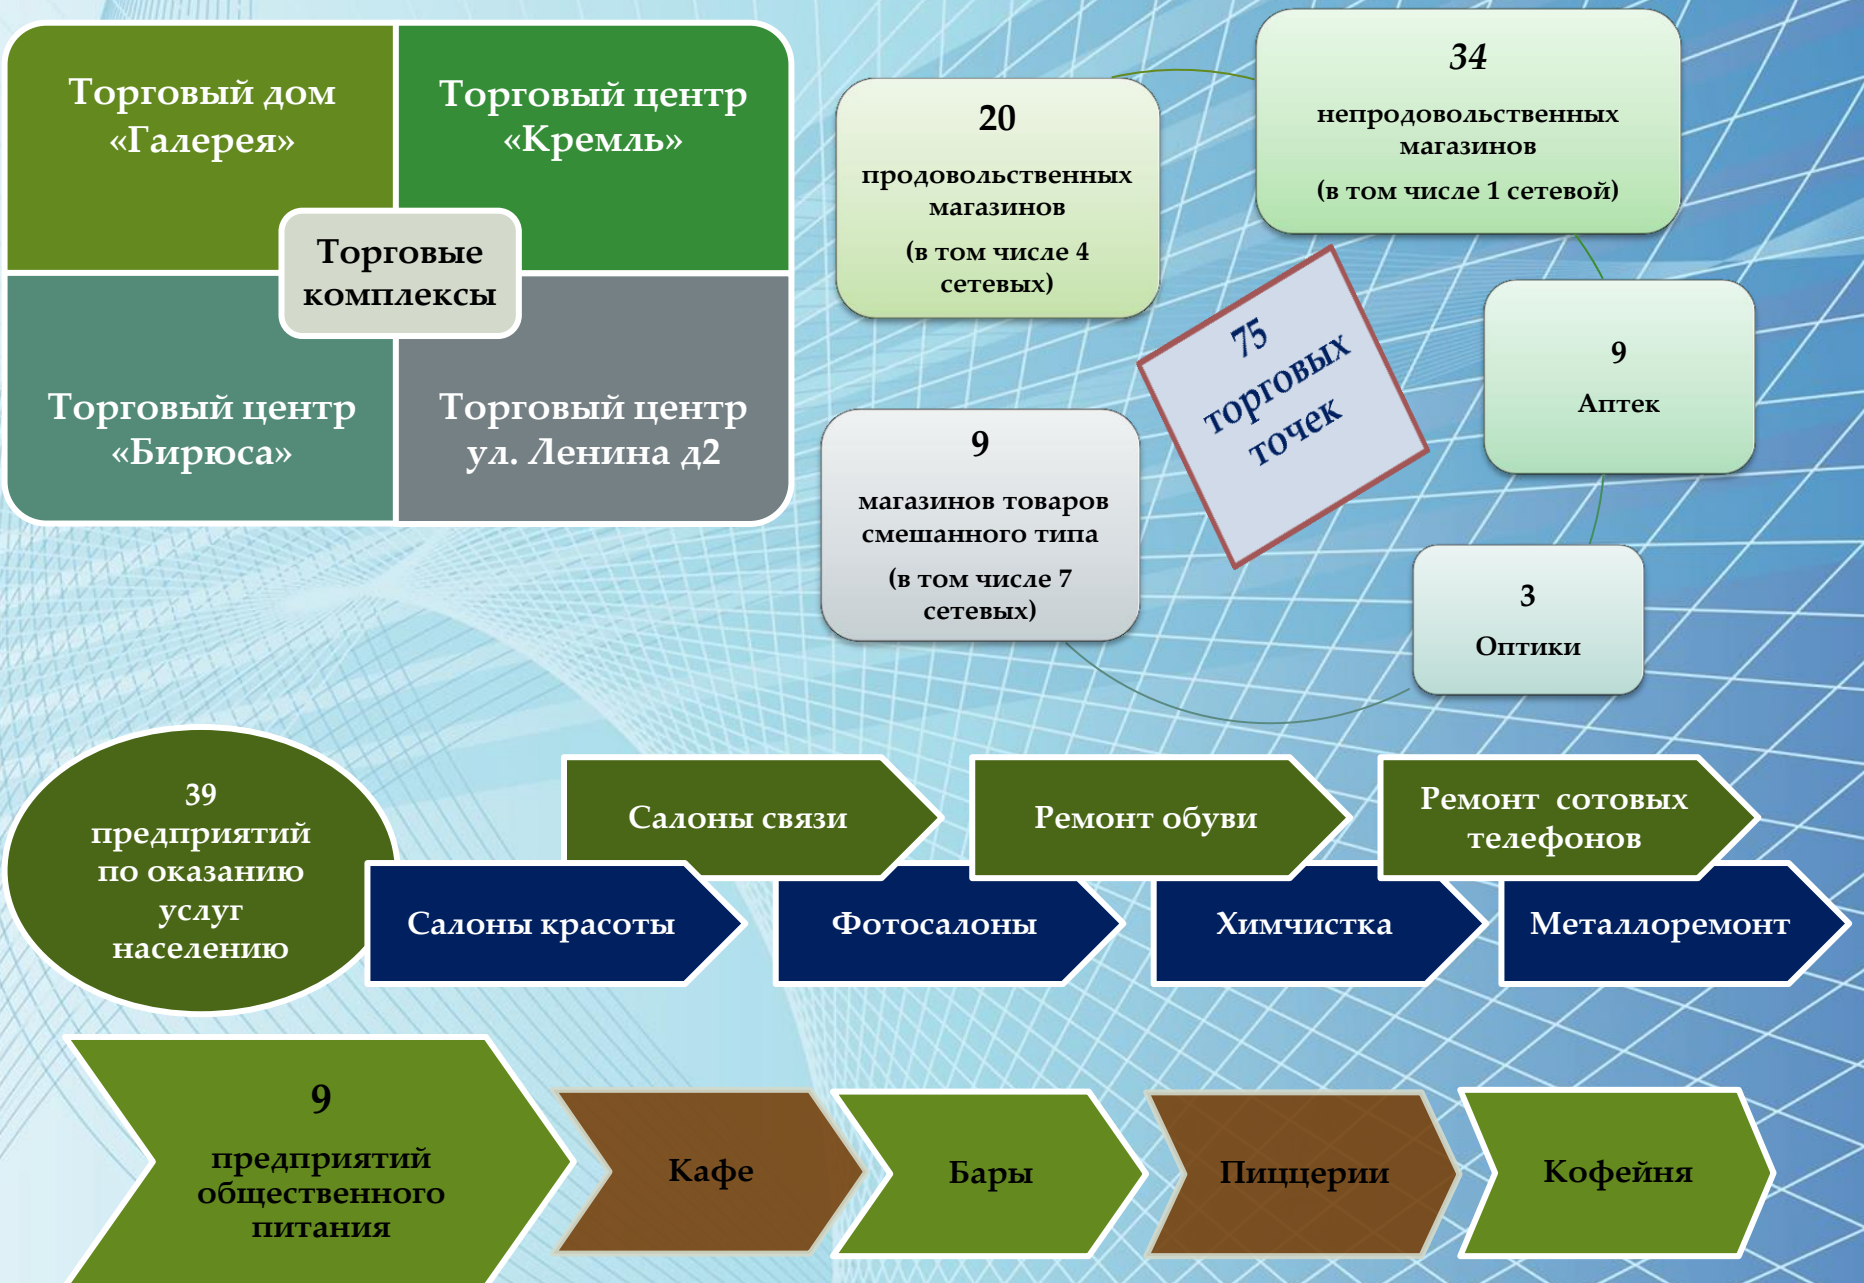 Торговый дом
«Галерея»
Торговый центр
«Кремль»
Торговые
комплексы
Торговый центр
«Бирюса»
Торговый центр
ул. Ленина д2
20
продовольственных
магазинов
(в том числе 4
сетевых)
34
непродовольственных
магазинов
(в том числе 1 сетевой)
9
Аптек
3
Оптики
9
магазинов товаров
смешанного типа
(в том числе 7
сетевых)
75
торговых
точек
39
предприятий
по оказанию
услуг
населению
Салоны связи
Ремонт обуви
Ремонт сотовых
телефонов
Салоны красоты
Фотосалоны
Химчистка
Металлоремонт
9
предприятий
общественного
питания
Кафе
Бары
Пиццерии
Кофейня